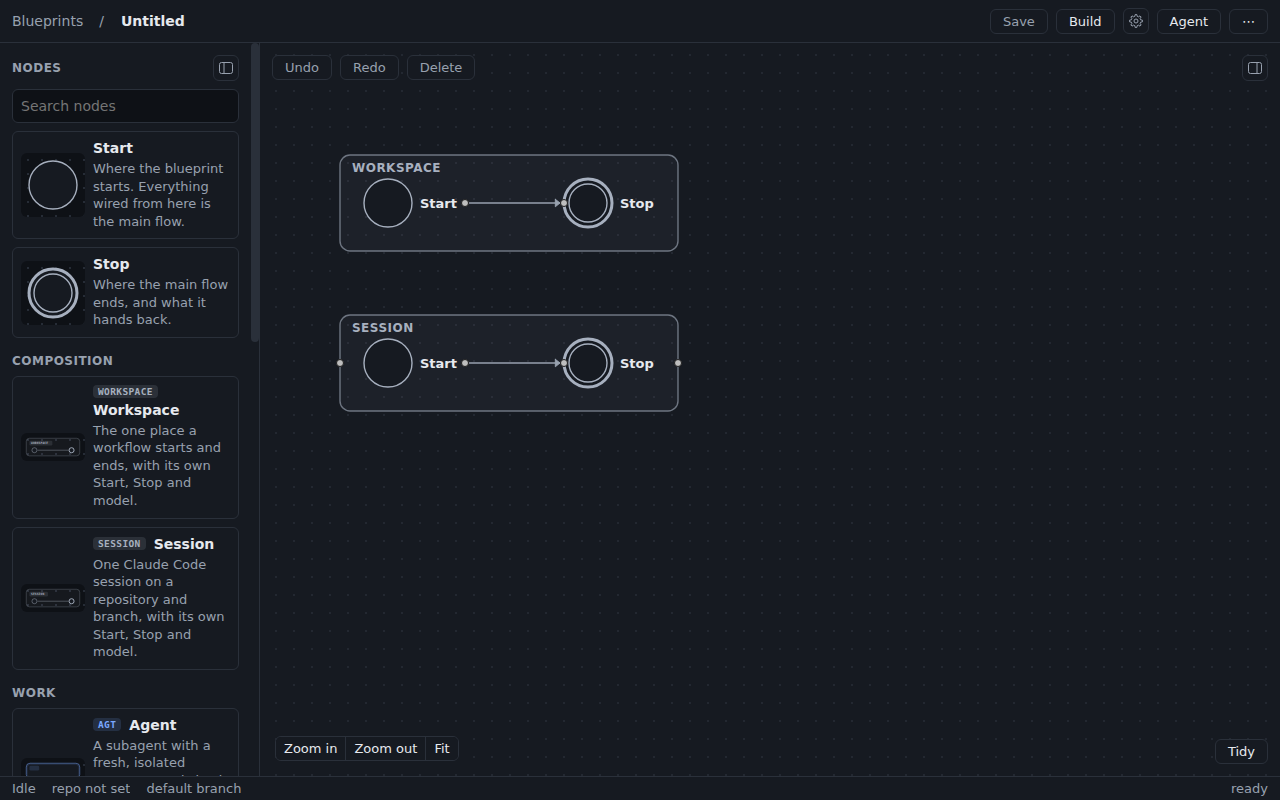 Blueprints / Untitled
Save
Build
Agent
...
NODES
Search nodes
Start
Where the blueprint
starts. Everything
wired from here is
the main flow.
Stop
Where the main flow
ends, and what it
hands back.
COMPOSITION
WORKSPACE
Workspace
The one place a
workflow starts and
ends, with its own
Start, Stop and
model.
SESSION Session
One Claude Code
session on a
repository and
branch, with its own
Start, Stop and
model.
WORK
AGT Agent
A subagent with a
fresh, isolated
Undo
Redo
Delete
WORKSPACE
Start
Stop
SESSION
Start
Stop
Zoom in
Zoom out
Fit
Tidy
Idle
repo not set
default branch
ready